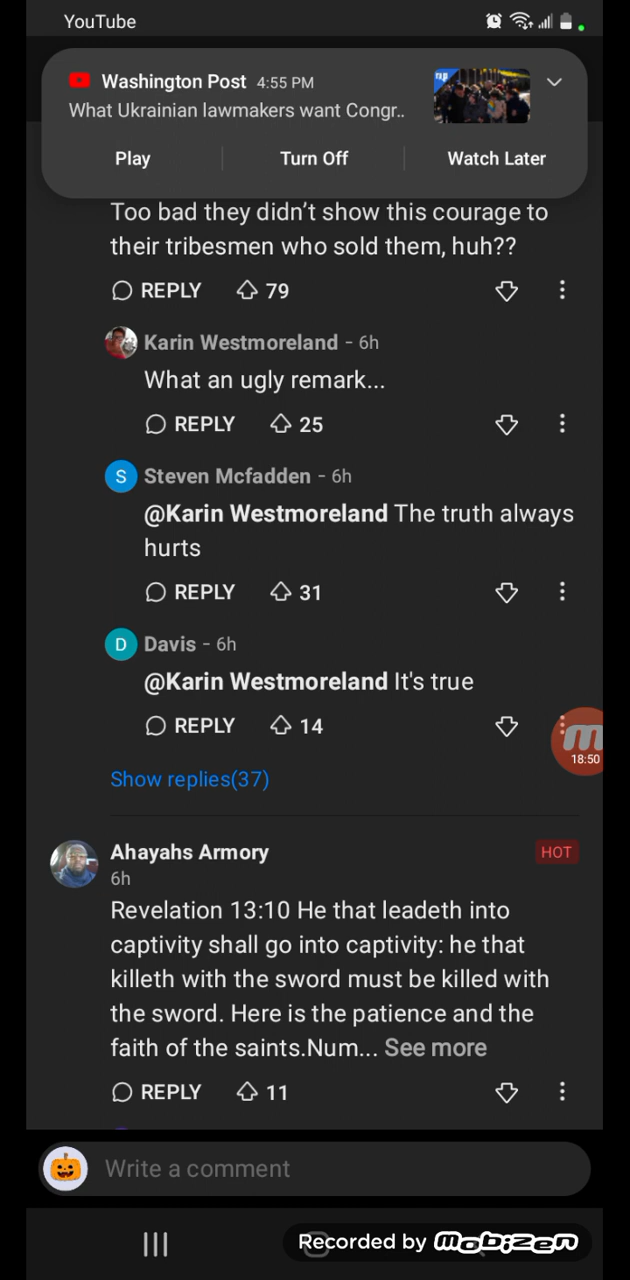 YouTube
Washington Post 4:55 PM
What Ukrainian lawmakers want Congr..
Play Turn Off Watch Later
Too bad they didn't show this courage to
their tribesmen who sold them, huh??
REPLY 79
Karin Westmoreland - 6h
What an ugly remark...
REPLY 25
S Steven Mcfadden - 6h
@Karin Westmoreland The truth always
hurts
REPLY 31
D Davis - 6h
@Karin Westmoreland It's true
REPLY 14
18:50
Show replies(37)
Ahayahs Armory HOT
6h
Revelation 13:10 He that leadeth into
captivity shall go into captivity: he that
killeth with the sword must be killed with
the sword. Here is the patience and the
faith of the saints.Num... See more
REPLY 11
Write a comment
Recorded by mobizen